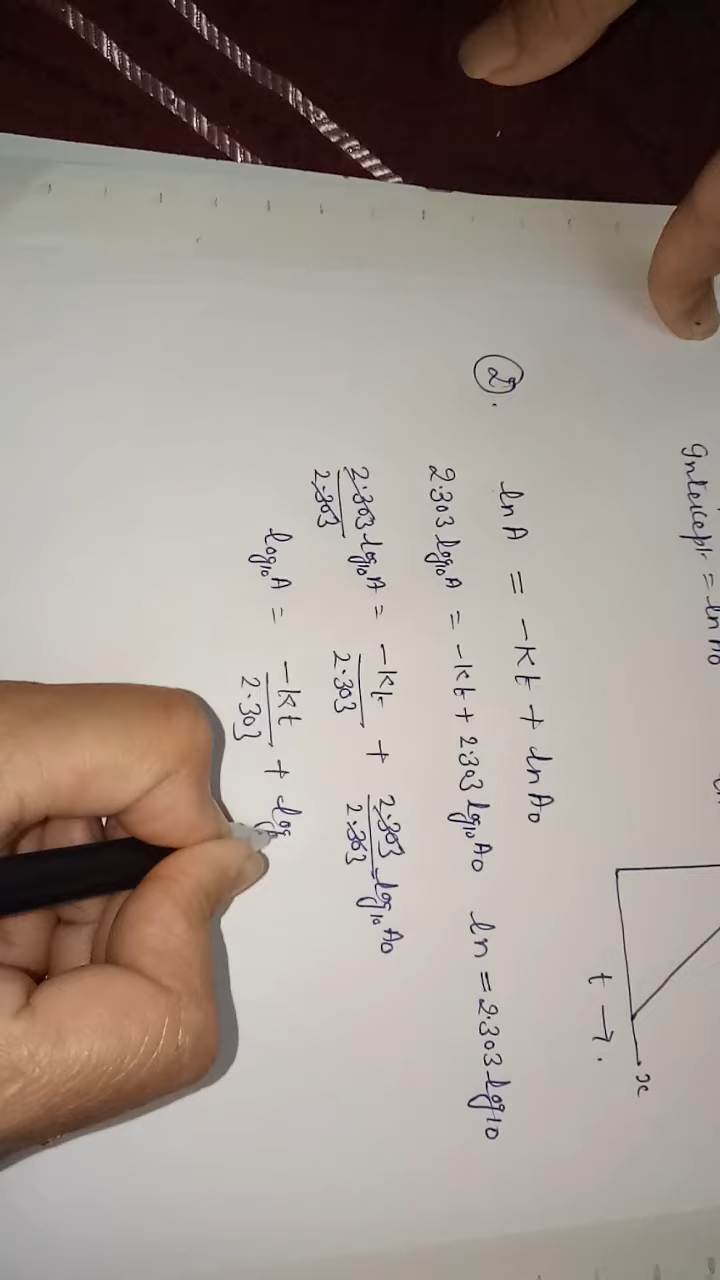 Intercept = ln A0
t →.
x
②. ln A = -Kt + ln A0
2.303 log10 A = -Kt + 2.303 log10 A0 ln = 2.303 log10
2.303 log10 A / 2.303 = -Kt / 2.303 + 2.303 log10 A0 / 2.303
log10 A = -Kt / 2.303 + log